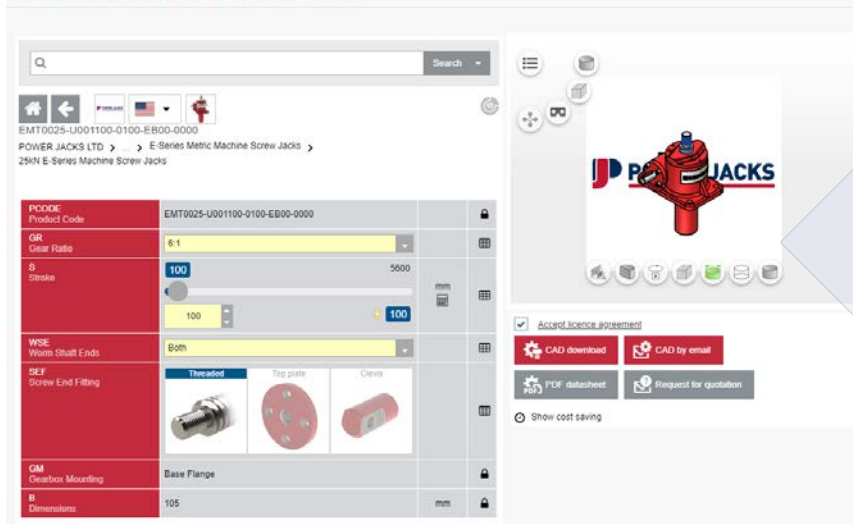 Search
EMT0025-U001100-0100-EB00-0000
POWER JACKS LTD > ... > E-Series Metric Machine Screw Jacks >
25kN E-Series Machine Screw Jacks
PCODE
Product Code
EMT0025-U001100-0100-EB00-0000
GR
Gear Ratio
6:1
S
Stroke
100
5600
mm
100
100
WSE
Worm Shaft Ends
Both
SEF
Screw End Fitting
Threaded
Top plate
Clevis
GM
Gearbox Mounting
Base Flange
B
Dimensions
105
mm
JACKS
Accept licence agreement
CAD download
CAD by email
PDF datasheet
Request for quotation
Show cost saving